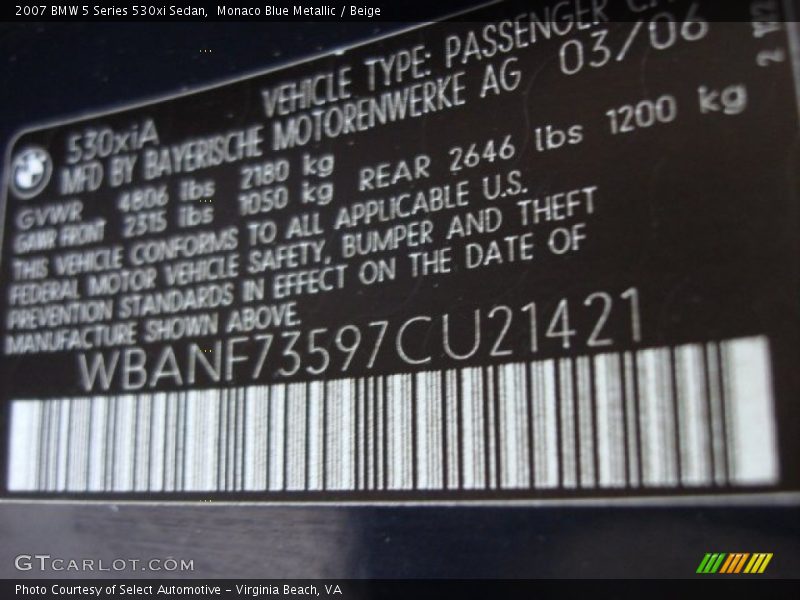 2007 BMW 5 Series 530xi Sedan, Monaco Blue Metallic / Beige
VEHICLE TYPE: PASSENGER
530xiA
MFD BY BAYERISCHE MOTORENWERKE AG 03/06
GVWR 4806 lbs 2180 kg
GAWR FRONT 2315 lbs 1050 kg REAR 2646 lbs 1200 kg
THIS VEHICLE CONFORMS TO ALL APPLICABLE U.S.
FEDERAL MOTOR VEHICLE SAFETY, BUMPER AND THEFT
PREVENTION STANDARDS IN EFFECT ON THE DATE OF
MANUFACTURE SHOWN ABOVE.
WBANF73597CU21421
GTCARLOT.COM
Photo Courtesy of Select Automotive - Virginia Beach, VA